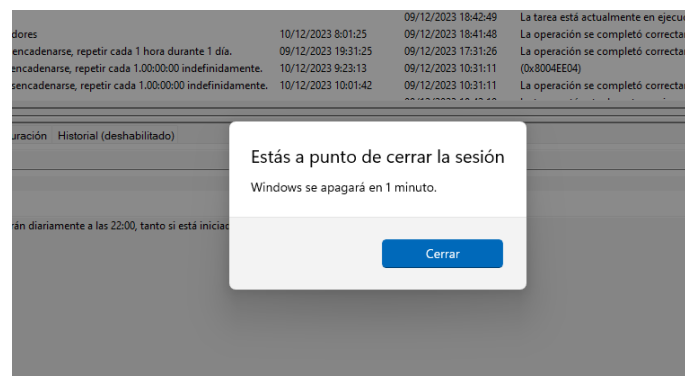 09/12/2023 18:42:49 La tarea está actualmente en ejecu
dores 10/12/2023 8:01:25 09/12/2023 18:41:48 La operación se completó correcta
encadenarse, repetir cada 1 hora durante 1 día. 09/12/2023 19:31:25 09/12/2023 17:31:26 La operación se completó correcta
encadenarse, repetir cada 1.00:00:00 indefinidamente. 10/12/2023 9:23:13 09/12/2023 10:31:11 (0x8004EE04)
sencadenarse, repetir cada 1.00:00:00 indefinidamente. 10/12/2023 10:01:42 09/12/2023 10:31:11 La operación se completó correcta
uración Historial (deshabilitado)
Estás a punto de cerrar la sesión
Windows se apagará en 1 minuto.
rán diariamente a las 22:00, tanto si está iniciad
Cerrar